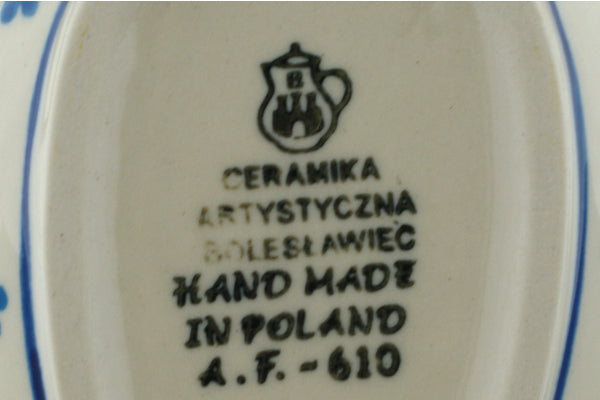 B
CERAMIKA
ARTYSTYCZNA
BOLESŁAWIEC
HAND MADE
IN POLAND
A.F.-610